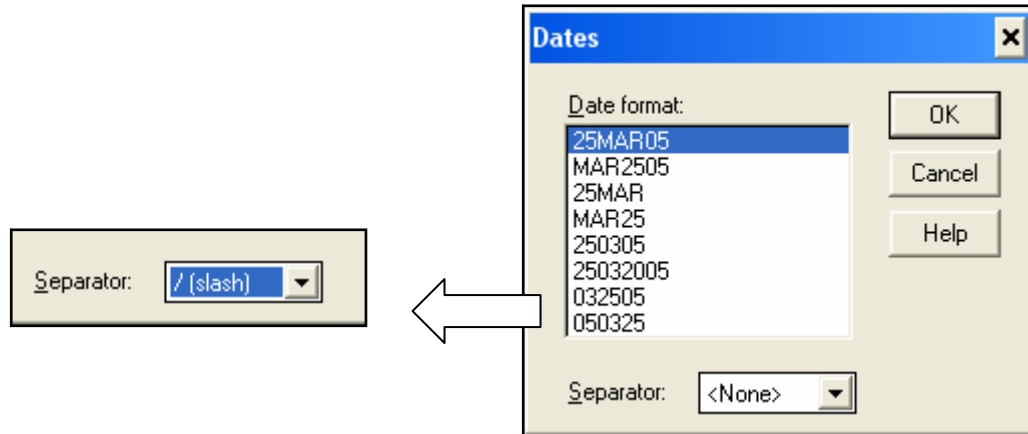 Dates
Date format:
25MAR05
MAR2505
25MAR
MAR25
250305
25032005
032505
050325
OK
Cancel
Help
Separator: <None>
Separator: / (slash)